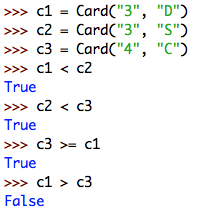 >>> c1 = Card("3", "D")
>>> c2 = Card("3", "S")
>>> c3 = Card("4", "C")
>>> c1 < c2
True
>>> c2 < c3
True
>>> c3 >= c1
True
>>> c1 > c3
False